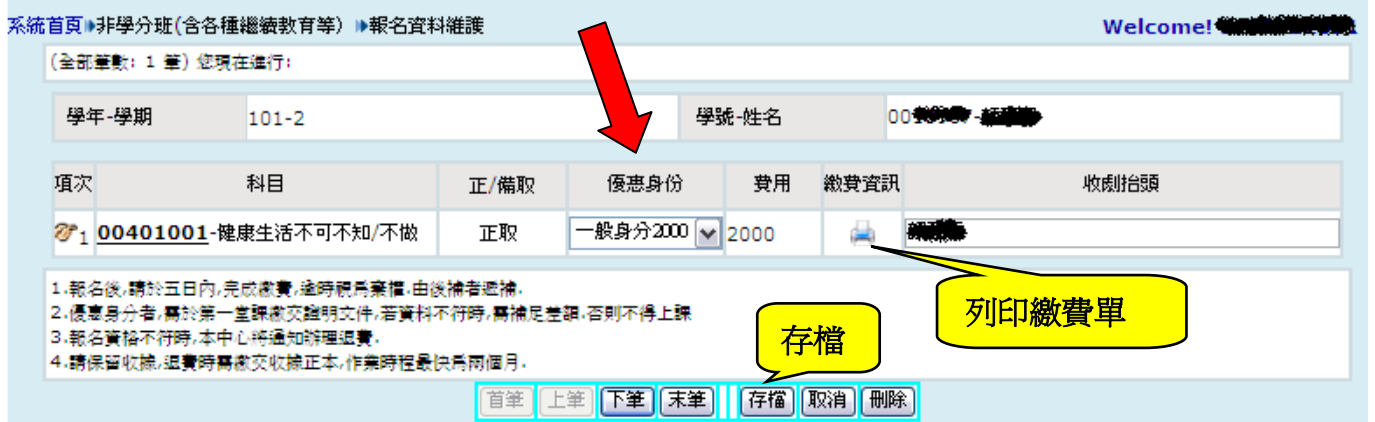 系統首頁▶非學分班(含各種繼續教育等) ▶報名資料維護 Welcome!
(全部筆數: 1 筆) 您現在進行:
學年-學期 101-2 學號-姓名 00
項次 科目 正/備取 優惠身份 費用 繳費資訊 收劇抬頭
1 00401001-健康生活不可不知/不做 正取 一般身分2000 2000
列印繳費單
1.報名後,請於五日內,完成繳費,逾時視為棄權.由後補者遞補.
2.優惠身分者,需於第一堂課繳交證明文件,若資料不符時,需補足差額.否則不得上課
3.報名資格不符時,本中心將通知辦理退費.
4.請保留收據,退費時需繳交收據正本,作業時程最快為兩個月.
存檔
首筆 上筆 下筆 末筆 存檔 取消 刪除